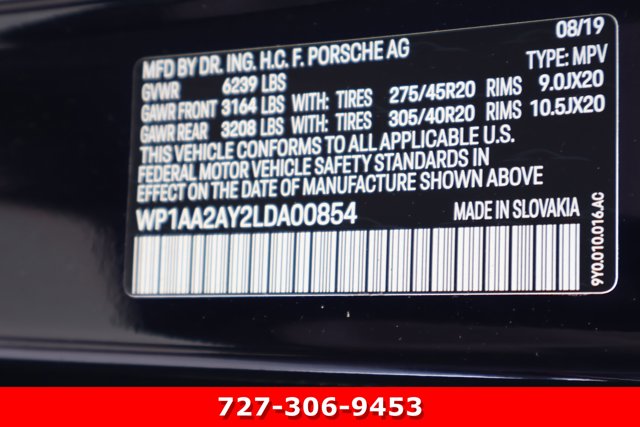 08/19
MFD BY DR. ING. H.C. F. PORSCHE AG TYPE: MPV
GVWR 6239 LBS
GAWR FRONT 3164 LBS WITH: TIRES 275/45R20 RIMS 9.0JX20
GAWR REAR 3208 LBS WITH: TIRES 305/40R20 RIMS 10.5JX20
THIS VEHICLE CONFORMS TO ALL APPLICABLE U.S.
FEDERAL MOTOR VEHICLE SAFETY STANDARDS IN
EFFECT ON THE DATE OF MANUFACTURE SHOWN ABOVE
WP1AA2AY2LDA00854 MADE IN SLOVAKIA
9Y0.010.016.AC
727-306-9453